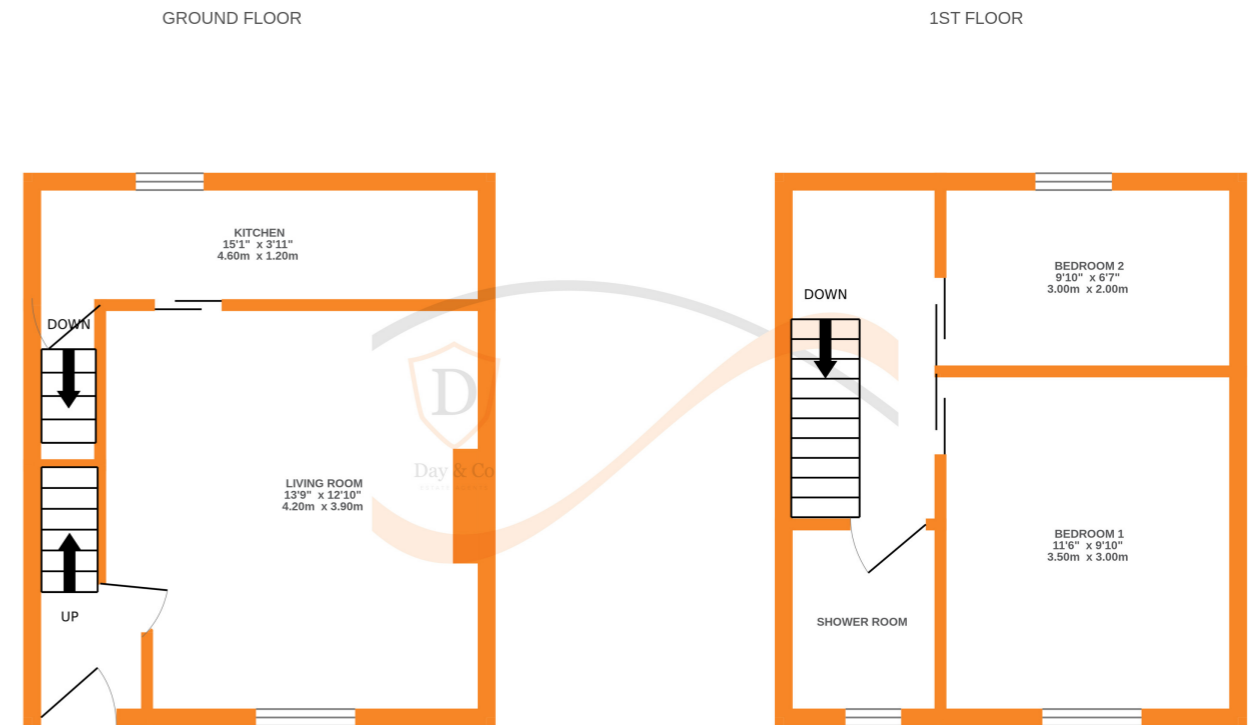 GROUND FLOOR
1ST FLOOR
KITCHEN
15'1" x 3'11"
4.60m x 1.20m
DOWN
LIVING ROOM
13'9" x 12'10"
4.20m x 3.90m
UP
D
Day & Co
BEDROOM 2
9'10" x 6'7"
3.00m x 2.00m
DOWN
BEDROOM 1
11'6" x 9'10"
3.50m x 3.00m
SHOWER ROOM